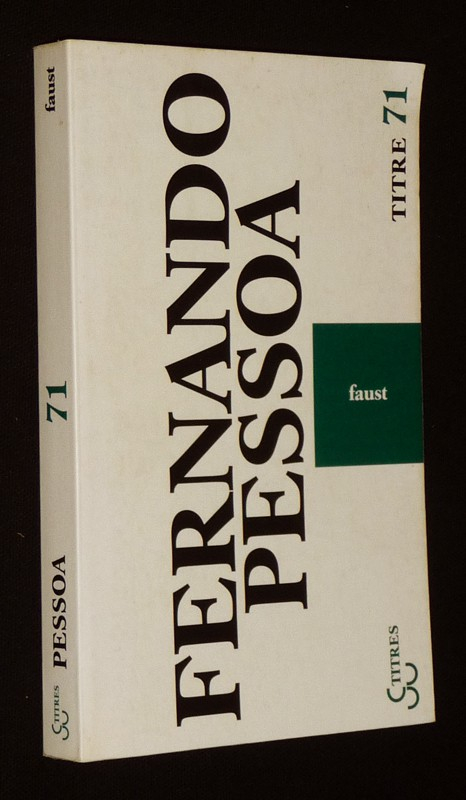 faust
71
PESSOA
TITRES
FERNANDO
PESSOA
TITRE 71
faust
TITRES